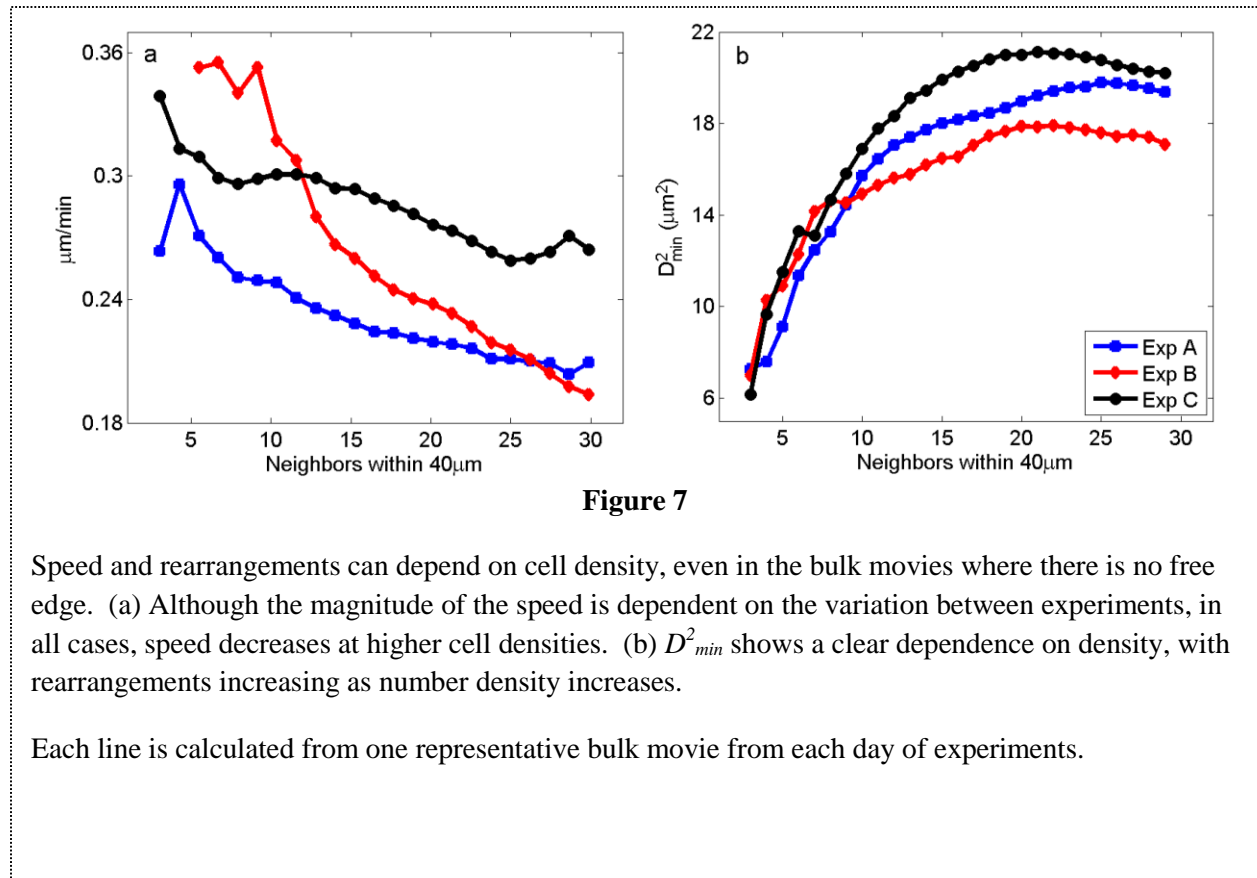 a
0.36
0.3
0.24
0.18
μm/min
5 10 15 20 25 30
Neighbors within 40μm
b
22
18
14
10
6
D²min (μm²)
5 10 15 20 25 30
Neighbors within 40μm
Exp A
Exp B
Exp C
Figure 7
Speed and rearrangements can depend on cell density, even in the bulk movies where there is no free
edge. (a) Although the magnitude of the speed is dependent on the variation between experiments, in
all cases, speed decreases at higher cell densities. (b) D²min shows a clear dependence on density, with
rearrangements increasing as number density increases.
Each line is calculated from one representative bulk movie from each day of experiments.